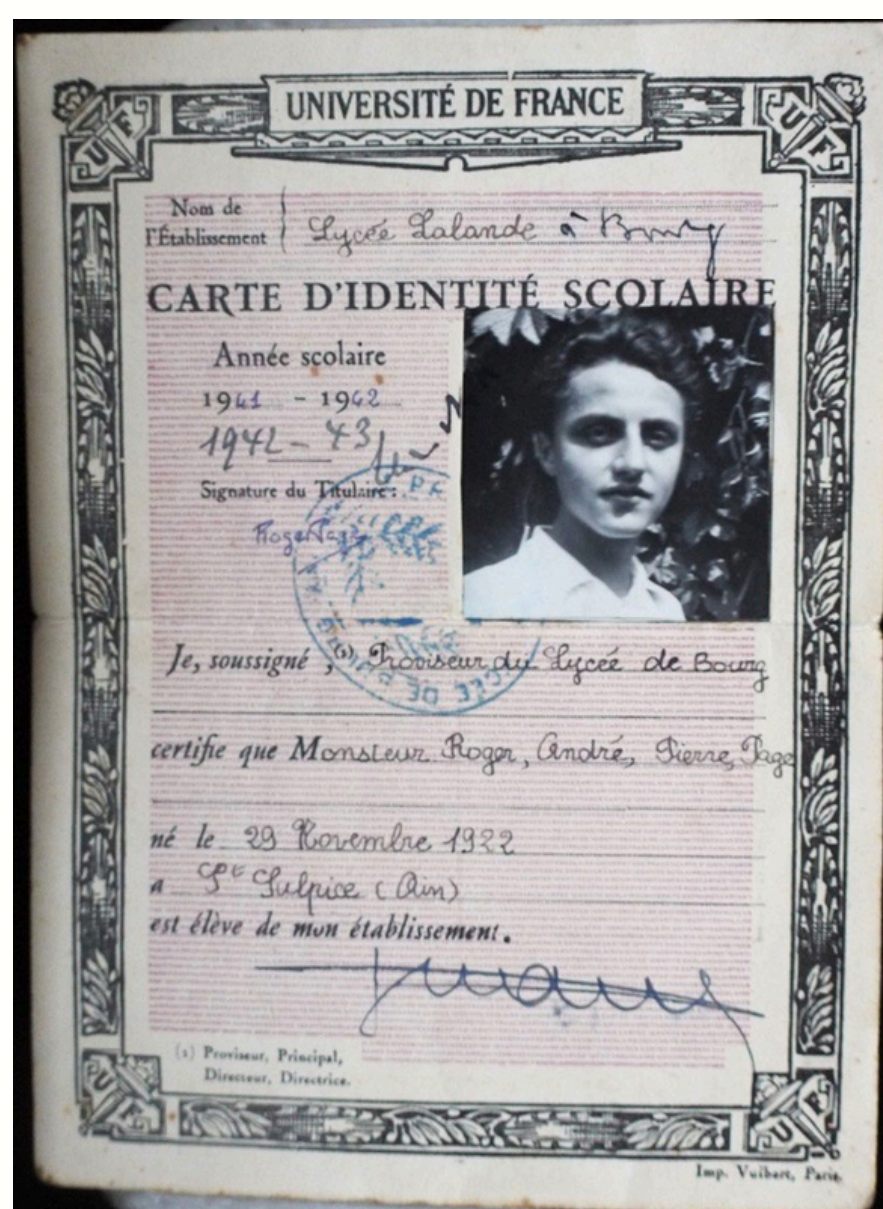 UNIVERSITÉ DE FRANCE
U F
U F
Nom de
l'Établissement
Lycée Lalande à Bourg
CARTE D'IDENTITÉ SCOLAIRE
Année scolaire
1941 - 1942
1942-43
Signature du Titulaire :
Roger Page
Je, soussigné, (1) Proviseur du Lycée de Bourg
certifie que Monsieur Roger, André, Pierre, Page
né le 29 Novembre 1922
a St Sulpice (Ain)
est élève de mon établissement.
(1) Proviseur, Principal,
Directeur, Directrice.
U F
U F
Imp. Vuibert, Paris.